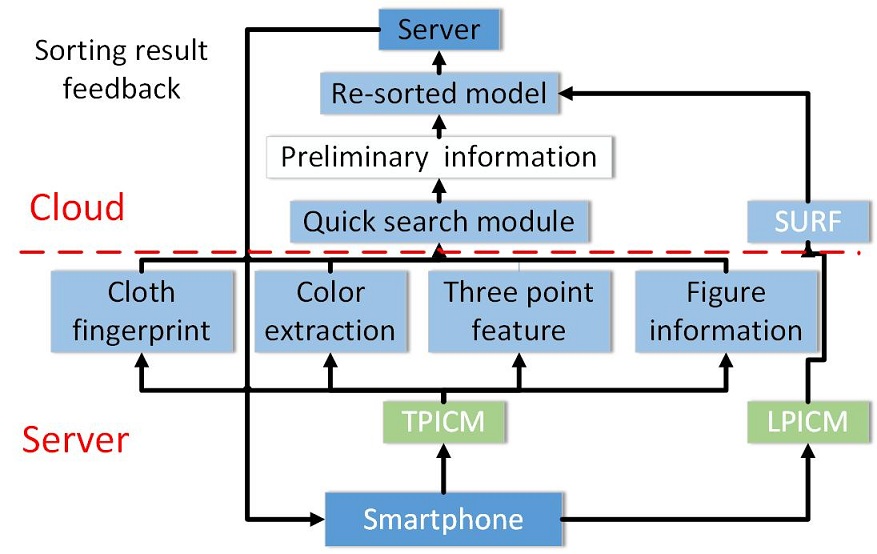 Server
Sorting result
feedback
Re-sorted model
Preliminary information
Cloud
Quick search module
SURF
Cloth
fingerprint
Color
extraction
Three point
feature
Figure
information
TPICM
LPICM
Server
Smartphone